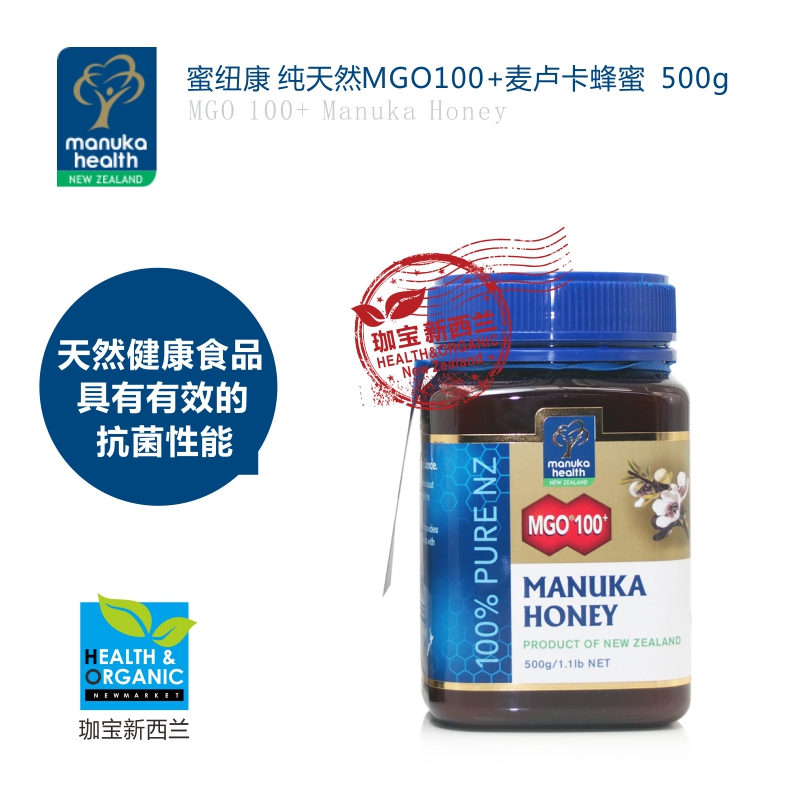 manuka
health
NEW ZEALAND
蜜纽康 纯天然MGO100+麦卢卡蜂蜜 500g
MGO 100+ Manuka Honey
天然健康食品
具有有效的
抗菌性能
珈宝 新西兰
HEALTH&ORGANIC
New Zealand
manuka
health
NEW ZEALAND
MGO®100+
100% PURE NZ
MANUKA
HONEY
PRODUCT OF NEW ZEALAND
500g/1.1lb NET
HEALTH &
ORGANIC
NEWMARKET
珈宝新西兰